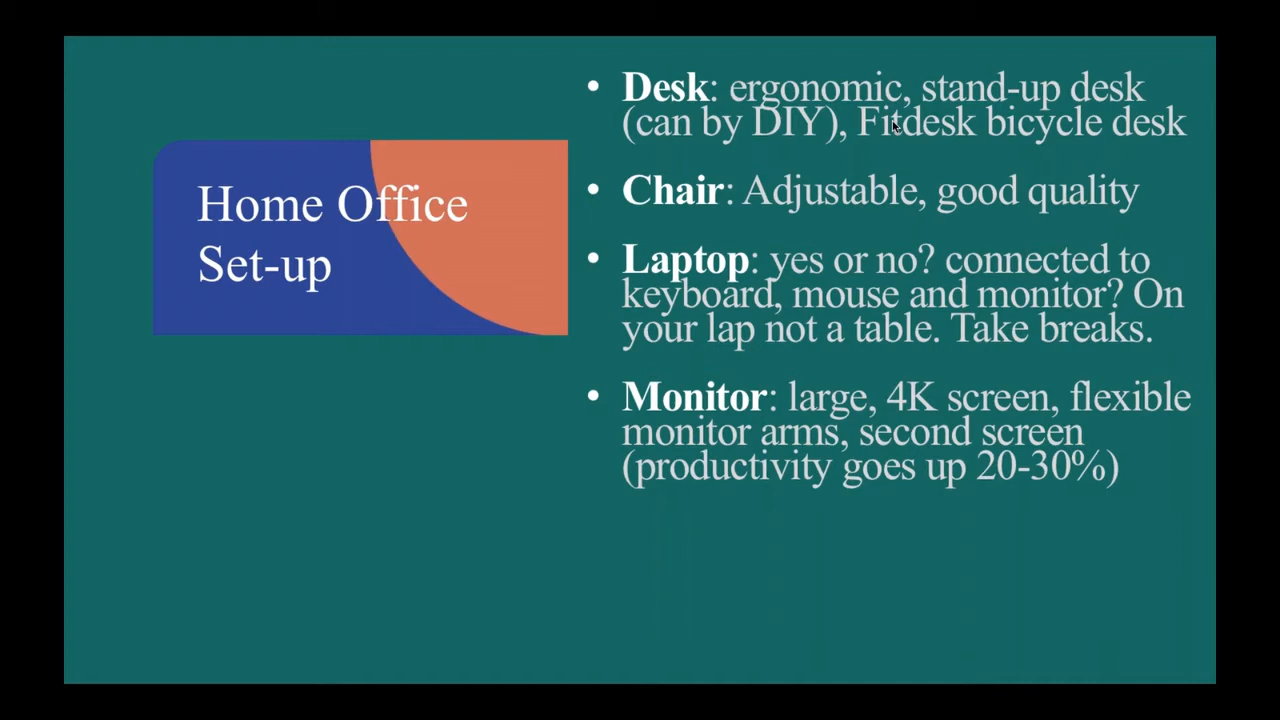 Home Office
Set-up
• Desk: ergonomic, stand-up desk
(can by DIY), Fitdesk bicycle desk
• Chair: Adjustable, good quality
• Laptop: yes or no? connected to
keyboard, mouse and monitor? On
your lap not a table. Take breaks.
• Monitor: large, 4K screen, flexible
monitor arms, second screen
(productivity goes up 20-30%)